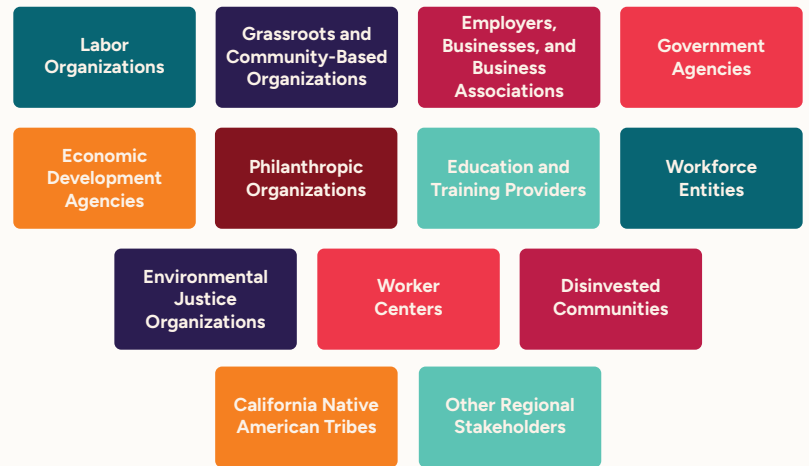 Labor
Organizations
Grassroots and
Community-Based
Organizations
Employers,
Businesses, and
Business
Associations
Government
Agencies
Economic
Development
Agencies
Philanthropic
Organizations
Education and
Training Providers
Workforce
Entities
Environmental
Justice
Organizations
Worker
Centers
Disinvested
Communities
California Native
American Tribes
Other Regional
Stakeholders